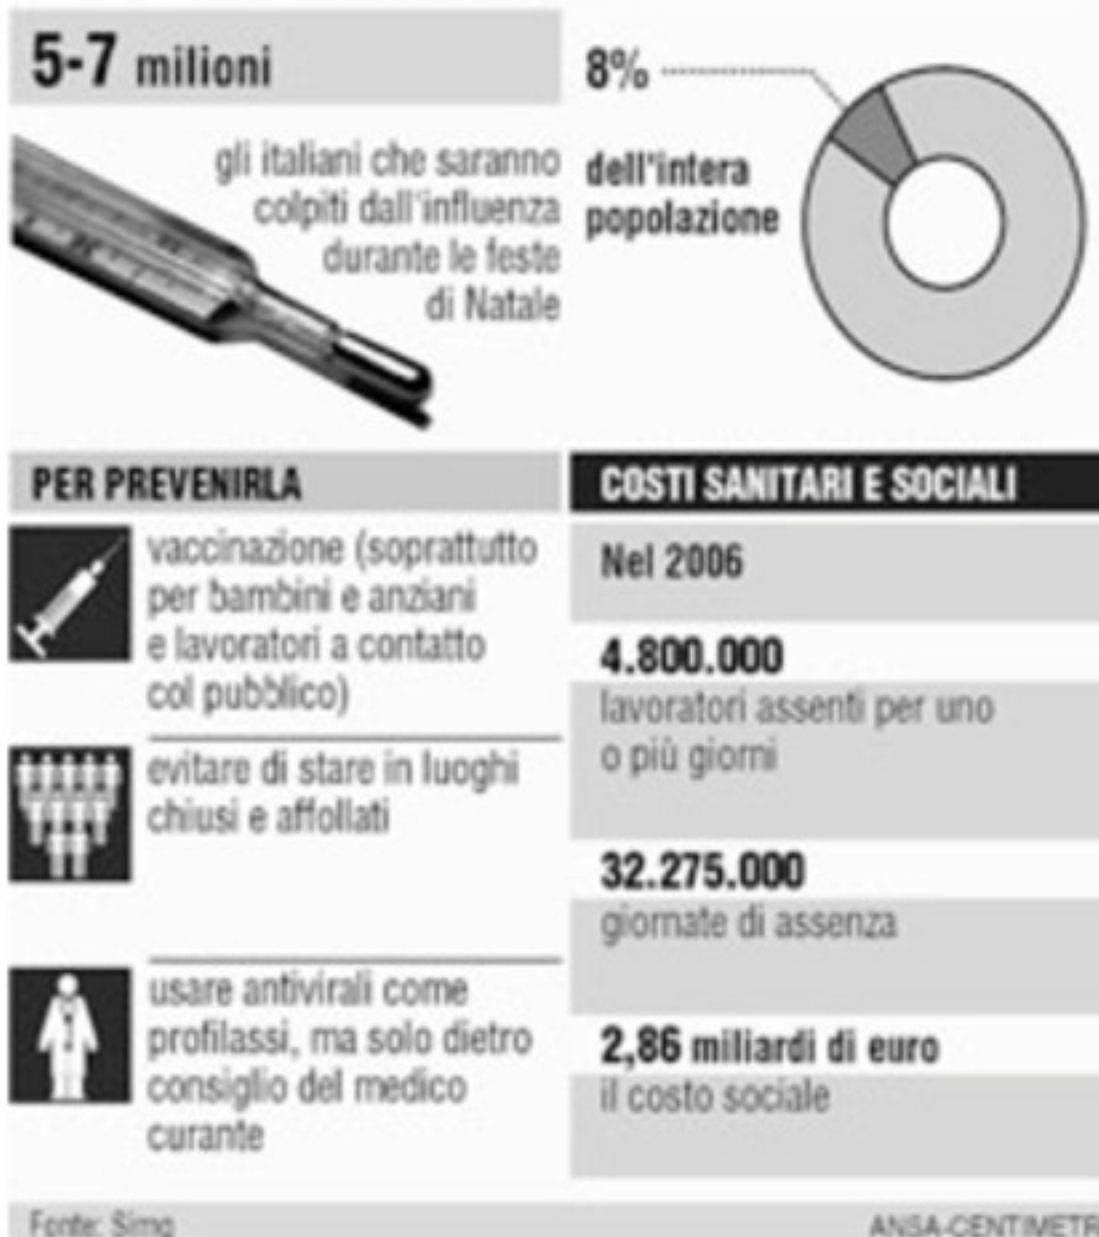 5-7 milioni
gli italiani che saranno
colpiti dall'influenza
durante le feste
di Natale
8%
dell'intera
popolazione
PER PREVENIRLA
vaccinazione (soprattutto
per bambini e anziani
e lavoratori a contatto
col pubblico)
evitare di stare in luoghi
chiusi e affollati
usare antivirali come
profilassi, ma solo dietro
consiglio del medico
curante
COSTI SANITARI E SOCIALI
Nel 2006
4.800.000
lavoratori assenti per uno
o più giorni
32.275.000
giornate di assenza
2,86 miliardi di euro
il costo sociale
Fonte: Simg
ANSA-CENTIMETR